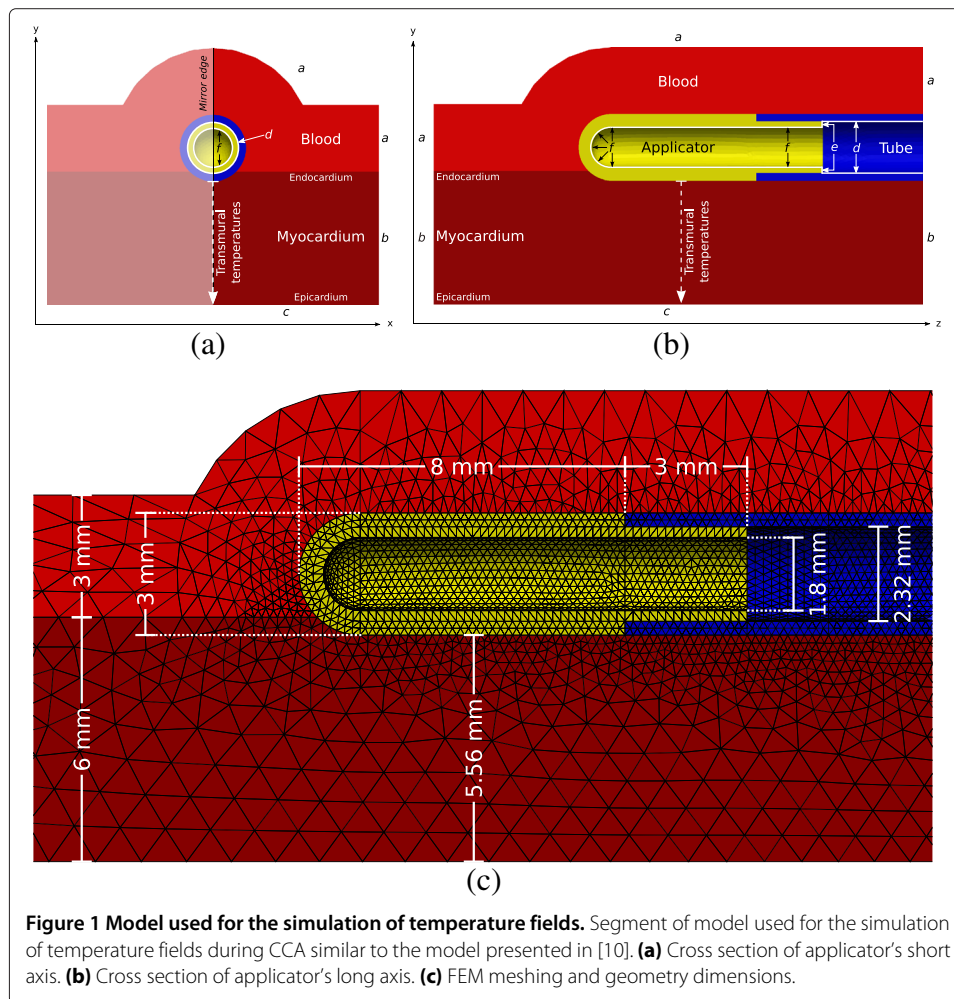 y
a
Mirror edge
d
f
Blood
a
Endocardium
Transmural
temperatures
Myocardium
b
Epicardium
c
x
(a)
y
a
Blood
a
a
f
Applicator
f
e
d
Tube
Endocardium
b
Myocardium
Transmural
temperatures
b
Epicardium
c
z
(b)
8 mm
3 mm
3 mm
3 mm
1.8 mm
2.32 mm
6 mm
5.56 mm
(c)
Figure 1 Model used for the simulation of temperature fields. Segment of model used for the simulation
of temperature fields during CCA similar to the model presented in [10]. (a) Cross section of applicator's short
axis. (b) Cross section of applicator's long axis. (c) FEM meshing and geometry dimensions.